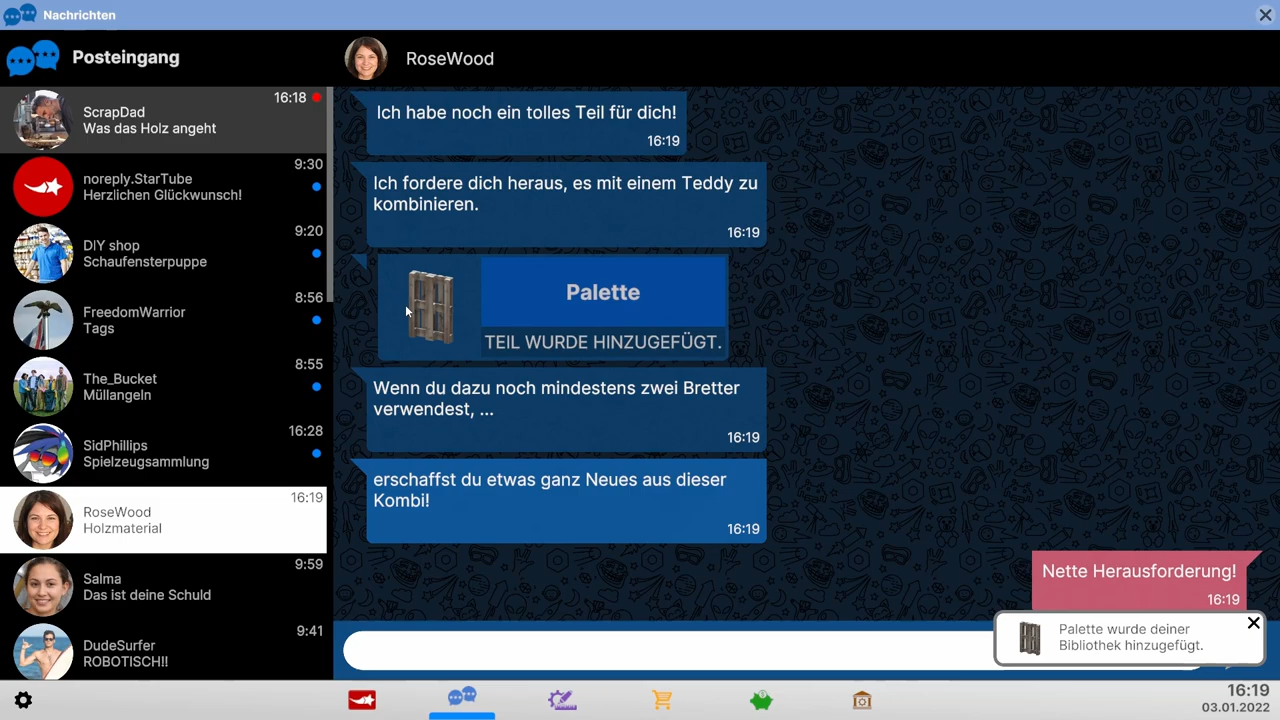 Nachrichten
Posteingang
ScrapDad
16:18
Was das Holz angeht
noreply.StarTube
9:30
Herzlichen Glückwunsch!
DIY shop
9:20
Schaufensterpuppe
FreedomWarrior
8:56
Tags
The_Bucket
8:55
Müllangeln
SidPhillips
16:28
Spielzeugsammlung
RoseWood
16:19
Holzmaterial
Salma
9:59
Das ist deine Schuld
DudeSurfer
9:41
ROBOTISCH!!
RoseWood
Ich habe noch ein tolles Teil für dich!
16:19
Ich fordere dich heraus, es mit einem Teddy zu
kombinieren.
16:19
Palette
TEIL WURDE HINZUGEFÜGT.
Wenn du dazu noch mindestens zwei Bretter
verwendest, ...
16:19
erschaffst du etwas ganz Neues aus dieser
Kombi!
16:19
Nette Herausforderung!
16:19
Palette wurde deiner
Bibliothek hinzugefügt.
16:19
03.01.2022